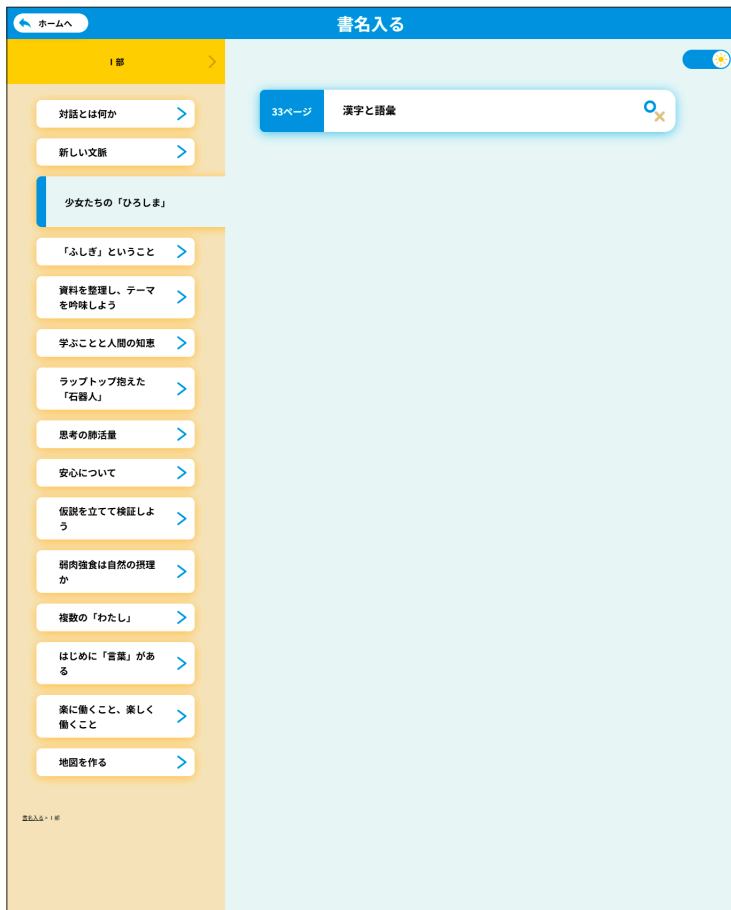 ホームへ
書名入る
Ⅰ部
対話とは何か
新しい文脈
少女たちの「ひろしま」
「ふしぎ」ということ
資料を整理し、テーマ
を吟味しよう
学ぶことと人間の知恵
ラップトップ抱えた
「石器人」
思考の肺活量
安心について
仮説を立てて検証しよ
う
弱肉強食は自然の摂理
か
複数の「わたし」
はじめに「言葉」があ
る
楽に働くこと、楽しく
働くこと
地図を作る
書名入る > Ⅰ部
33ページ
漢字と語彙